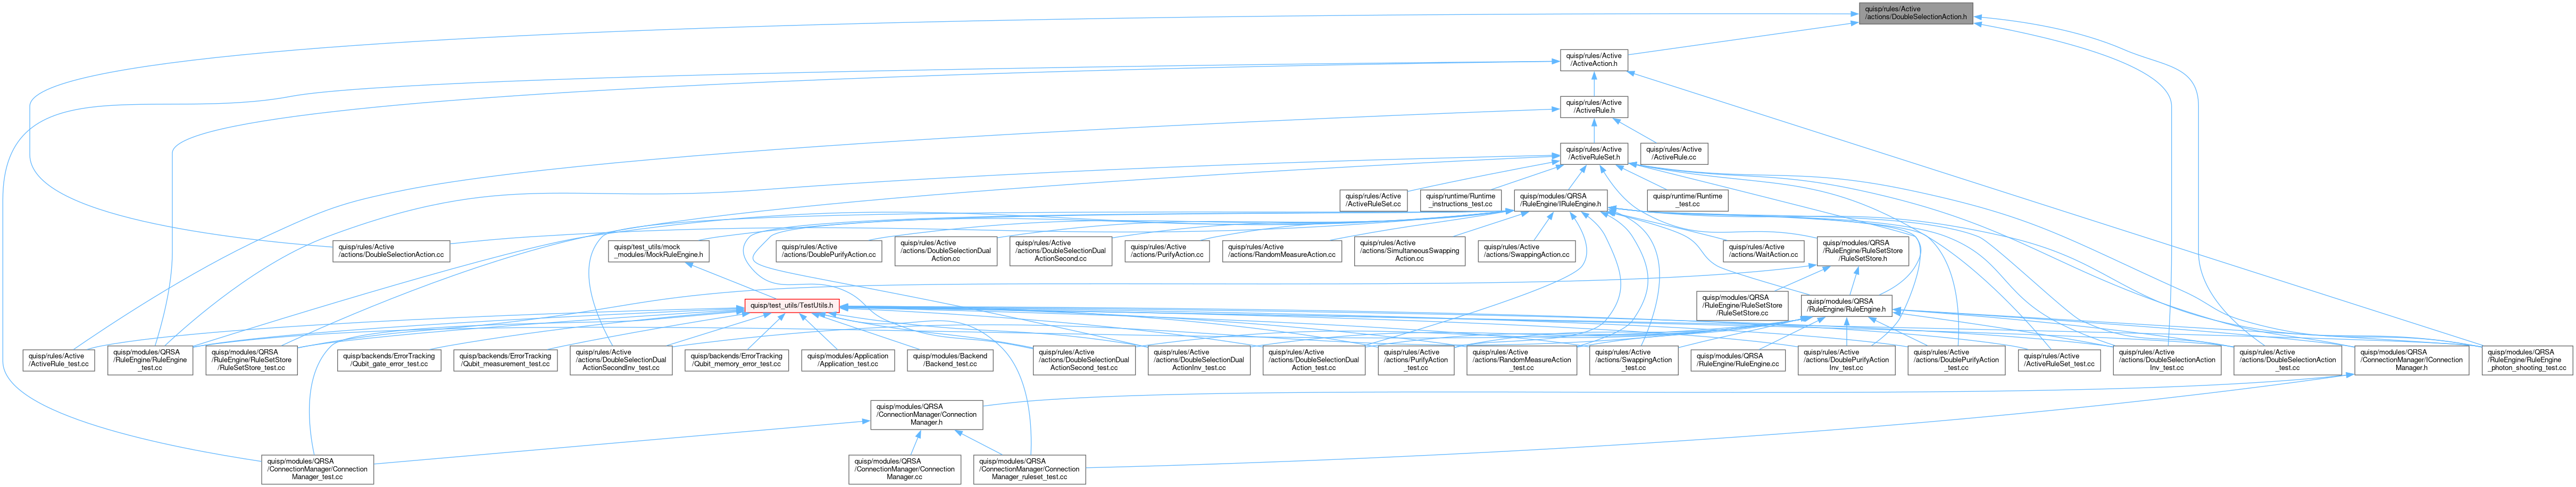 quisp/rules/Active
/actions/DoubleSelectionAction.h
quisp/rules/Active
/ActiveAction.h
quisp/rules/Active
/ActiveRule.h
quisp/rules/Active
/ActiveRuleSet.h
quisp/rules/Active
/ActiveRule.cc
quisp/rules/Active
/ActiveRuleSet.cc
quisp/runtime/Runtime
_instructions_test.cc
quisp/modules/QRSA
/RuleEngine/IRuleEngine.h
quisp/runtime/Runtime
_test.cc
quisp/rules/Active
/actions/DoubleSelectionAction.cc
quisp/test_utils/mock
_modules/MockRuleEngine.h
quisp/rules/Active
/actions/DoublePurifyAction.cc
quisp/rules/Active
/actions/DoubleSelectionDual
Action.cc
quisp/rules/Active
/actions/DoubleSelectionDual
ActionSecond.cc
quisp/rules/Active
/actions/PurifyAction.cc
quisp/rules/Active
/actions/RandomMeasureAction.cc
quisp/rules/Active
/actions/SimultaneousSwapping
Action.cc
quisp/rules/Active
/actions/SwappingAction.cc
quisp/rules/Active
/actions/WaitAction.cc
quisp/modules/QRSA
/RuleEngine/RuleSetStore
/RuleSetStore.h
quisp/test_utils/TestUtils.h
quisp/modules/QRSA
/RuleEngine/RuleSetStore
/RuleSetStore.cc
quisp/modules/QRSA
/RuleEngine/RuleEngine.h
quisp/rules/Active
/ActiveRule_test.cc
quisp/modules/QRSA
/RuleEngine/RuleEngine
_test.cc
quisp/modules/QRSA
/RuleEngine/RuleSetStore
/RuleSetStore_test.cc
quisp/backends/ErrorTracking
/Qubit_gate_error_test.cc
quisp/backends/ErrorTracking
/Qubit_measurement_test.cc
quisp/rules/Active
/actions/DoubleSelectionDual
ActionSecondInv_test.cc
quisp/backends/ErrorTracking
/Qubit_memory_error_test.cc
quisp/modules/Application
/Application_test.cc
quisp/modules/Backend
/Backend_test.cc
quisp/rules/Active
/actions/DoubleSelectionDual
ActionSecond_test.cc
quisp/rules/Active
/actions/DoubleSelectionDual
ActionInv_test.cc
quisp/rules/Active
/actions/DoubleSelectionDual
Action_test.cc
quisp/rules/Active
/actions/PurifyAction
_test.cc
quisp/rules/Active
/actions/RandomMeasureAction
_test.cc
quisp/rules/Active
/actions/SwappingAction
_test.cc
quisp/modules/QRSA
/RuleEngine/RuleEngine.cc
quisp/rules/Active
/actions/DoublePurifyAction
Inv_test.cc
quisp/rules/Active
/actions/DoublePurifyAction
_test.cc
quisp/rules/Active
/ActiveRuleSet_test.cc
quisp/rules/Active
/actions/DoubleSelectionAction
Inv_test.cc
quisp/rules/Active
/actions/DoubleSelectionAction
_test.cc
quisp/modules/QRSA
/ConnectionManager/IConnection
Manager.h
quisp/modules/QRSA
/RuleEngine/RuleEngine
_photon_shooting_test.cc
quisp/modules/QRSA
/ConnectionManager/Connection
Manager.h
quisp/modules/QRSA
/ConnectionManager/Connection
Manager_test.cc
quisp/modules/QRSA
/ConnectionManager/Connection
Manager.cc
quisp/modules/QRSA
/ConnectionManager/Connection
Manager_ruleset_test.cc